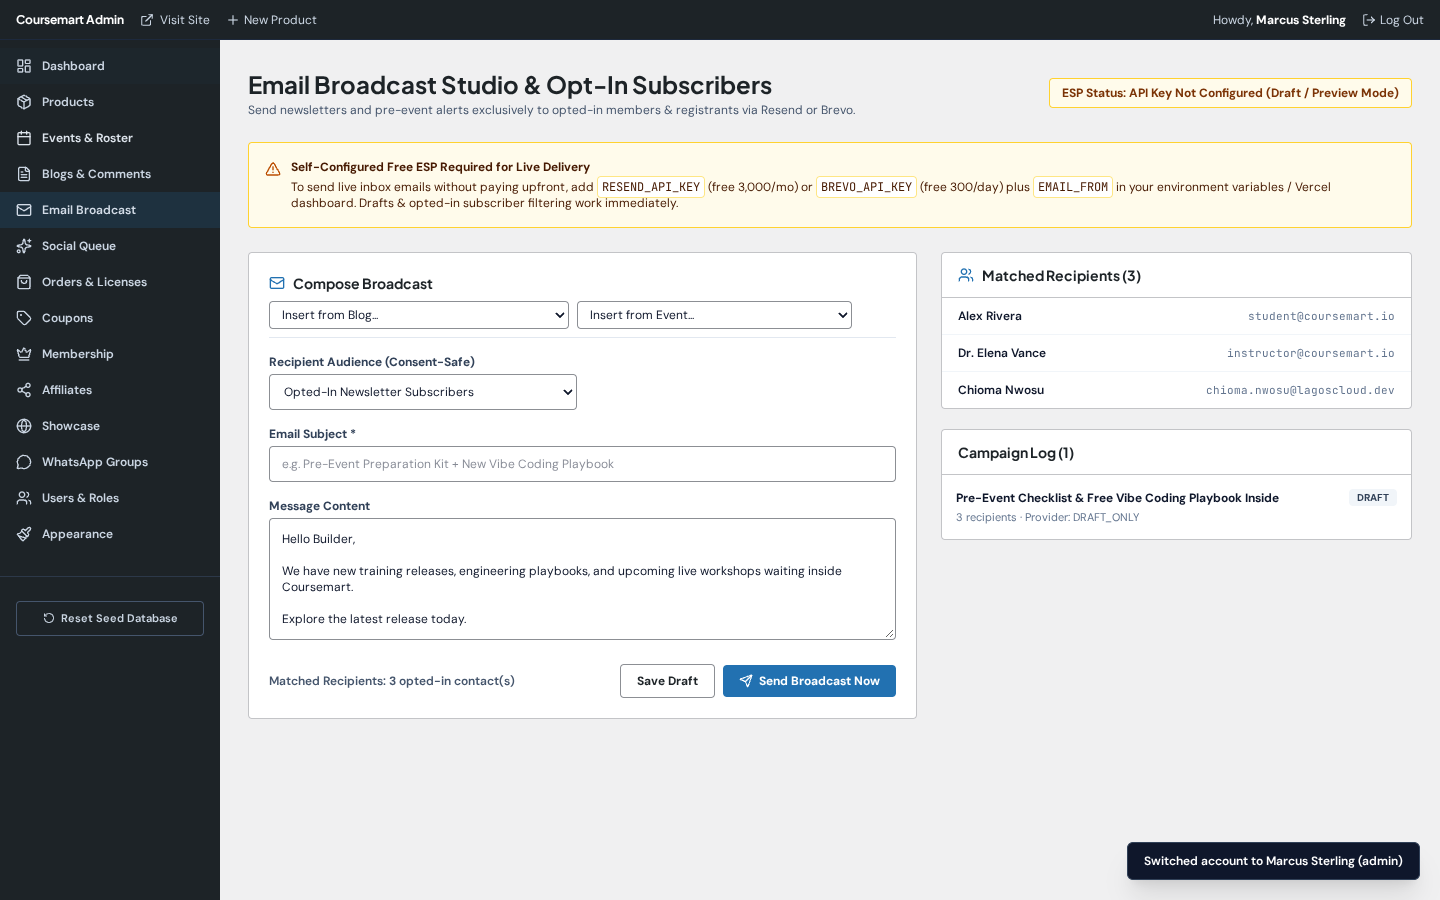 Coursemart Admin
Visit Site
New Product
Howdy, Marcus Sterling
Log Out
Dashboard
Products
Events & Roster
Blogs & Comments
Email Broadcast
Social Queue
Orders & Licenses
Coupons
Membership
Affiliates
Showcase
WhatsApp Groups
Users & Roles
Appearance
Reset Seed Database
Email Broadcast Studio & Opt-In Subscribers
Send newsletters and pre-event alerts exclusively to opted-in members & registrants via Resend or Brevo.
ESP Status: API Key Not Configured (Draft / Preview Mode)
Self-Configured Free ESP Required for Live Delivery
To send live inbox emails without paying upfront, add RESEND_API_KEY (free 3,000/mo) or BREVO_API_KEY (free 300/day) plus EMAIL_FROM in your environment variables / Vercel
dashboard. Drafts & opted-in subscriber filtering work immediately.
Compose Broadcast
Insert from Blog...
Insert from Event...
Recipient Audience (Consent-Safe)
Opted-In Newsletter Subscribers
Email Subject *
e.g. Pre-Event Preparation Kit + New Vibe Coding Playbook
Message Content
Hello Builder,
We have new training releases, engineering playbooks, and upcoming live workshops waiting inside
Coursemart.
Explore the latest release today.
Matched Recipients: 3 opted-in contact(s)
Save Draft
Send Broadcast Now
Matched Recipients (3)
Alex Rivera
student@coursemart.io
Dr. Elena Vance
instructor@coursemart.io
Chioma Nwosu
chioma.nwosu@lagoscloud.dev
Campaign Log (1)
Pre-Event Checklist & Free Vibe Coding Playbook Inside
DRAFT
3 recipients · Provider: DRAFT_ONLY
Switched account to Marcus Sterling (admin)